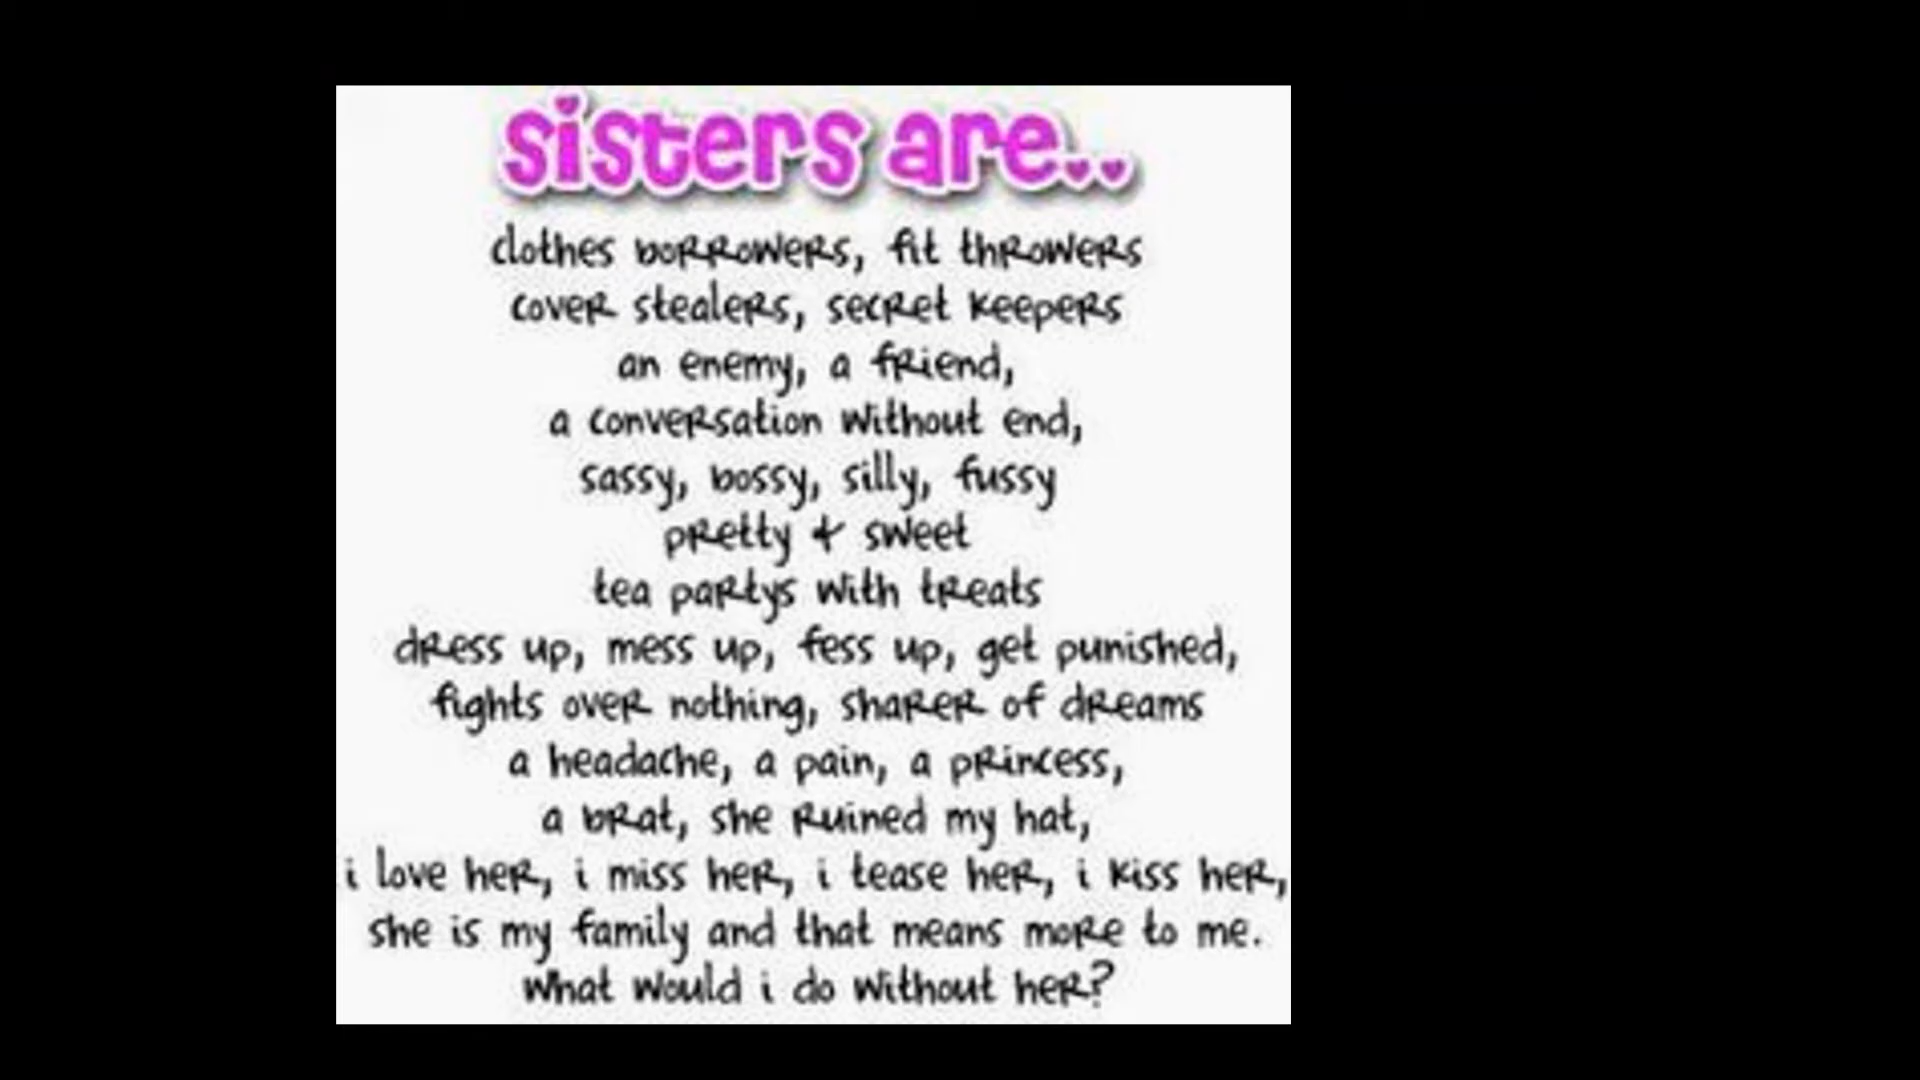 sisters are..
clothes borrowers, fit throwers
cover stealers, secret keepers
an enemy, a friend,
a conversation without end,
sassy, bossy, silly, fussy
pretty & sweet
tea partys with treats
dress up, mess up, fess up, get punished,
fights over nothing, sharer of dreams
a headache, a pain, a princess,
a brat, she ruined my hat,
i love her, i miss her, i tease her, i kiss her,
she is my family and that means more to me.
what would i do without her?